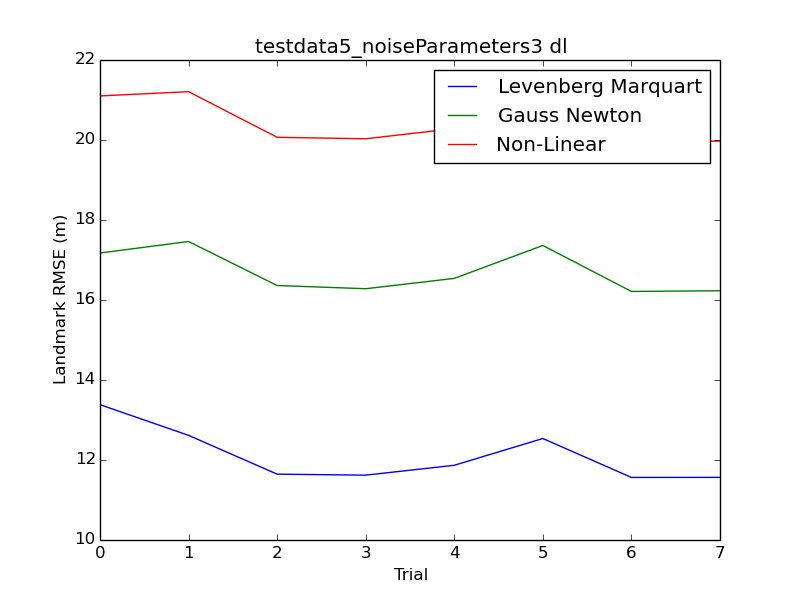 testdata5_noiseParameters3 dl
Levenberg Marquart
Gauss Newton
Non-Linear
Landmark RMSE (m)
22
20
18
16
14
12
10
0 1 2 3 4 5 6 7
Trial